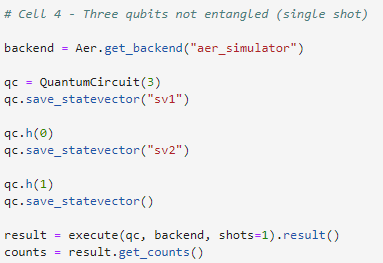 # Cell 4 - Three qubits not entangled (single shot)
backend = Aer.get_backend("aer_simulator")
qc = QuantumCircuit(3)
qc.save_statevector("sv1")
qc.h(0)
qc.save_statevector("sv2")
qc.h(1)
qc.save_statevector()
result = execute(qc, backend, shots=1).result()
counts = result.get_counts()